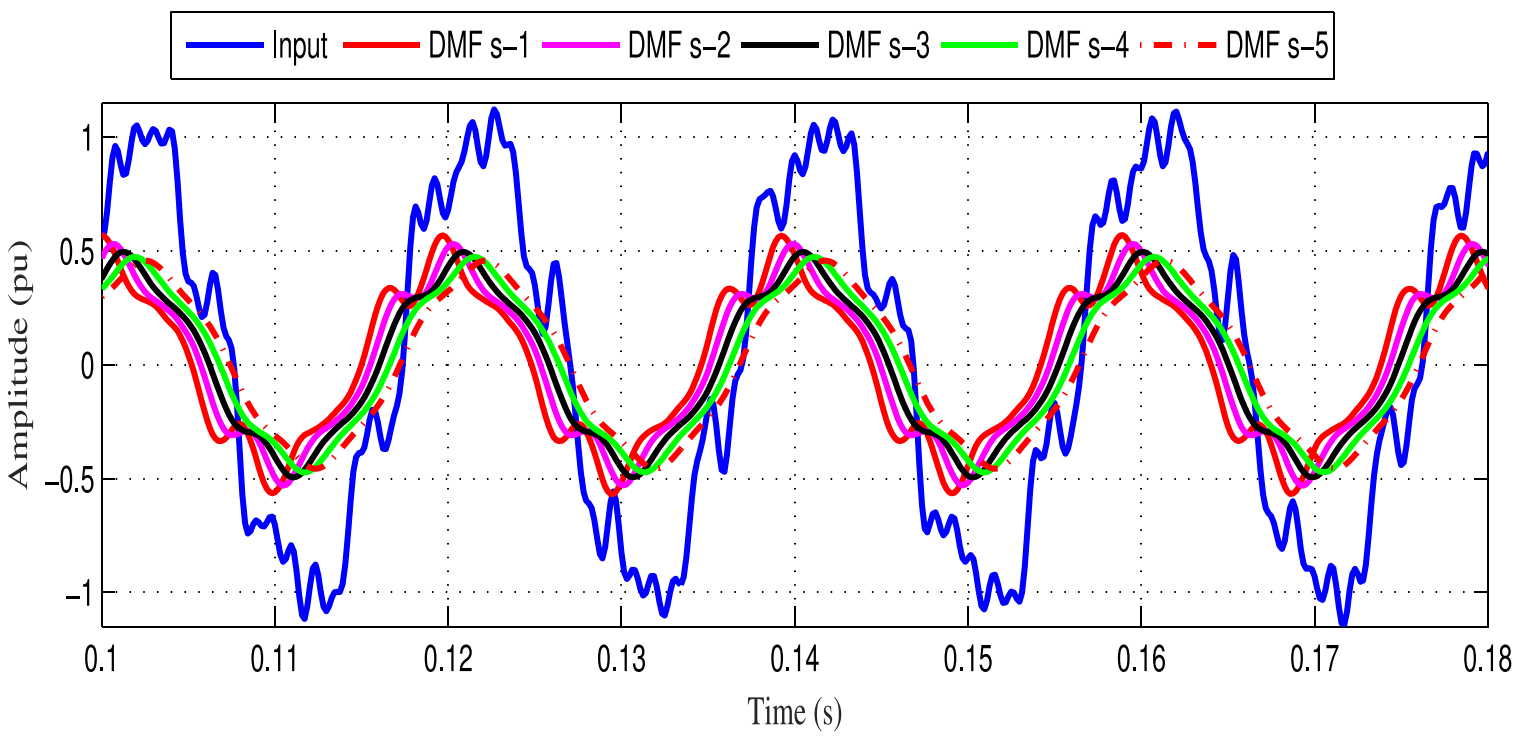 Input DMF s−1 DMF s−2 DMF s−3 DMF s−4 DMF s−5
Amplitude (pu)
1
0.5
0
−0.5
−1
0.1 0.11 0.12 0.13 0.14 0.15 0.16 0.17 0.18
Time (s)